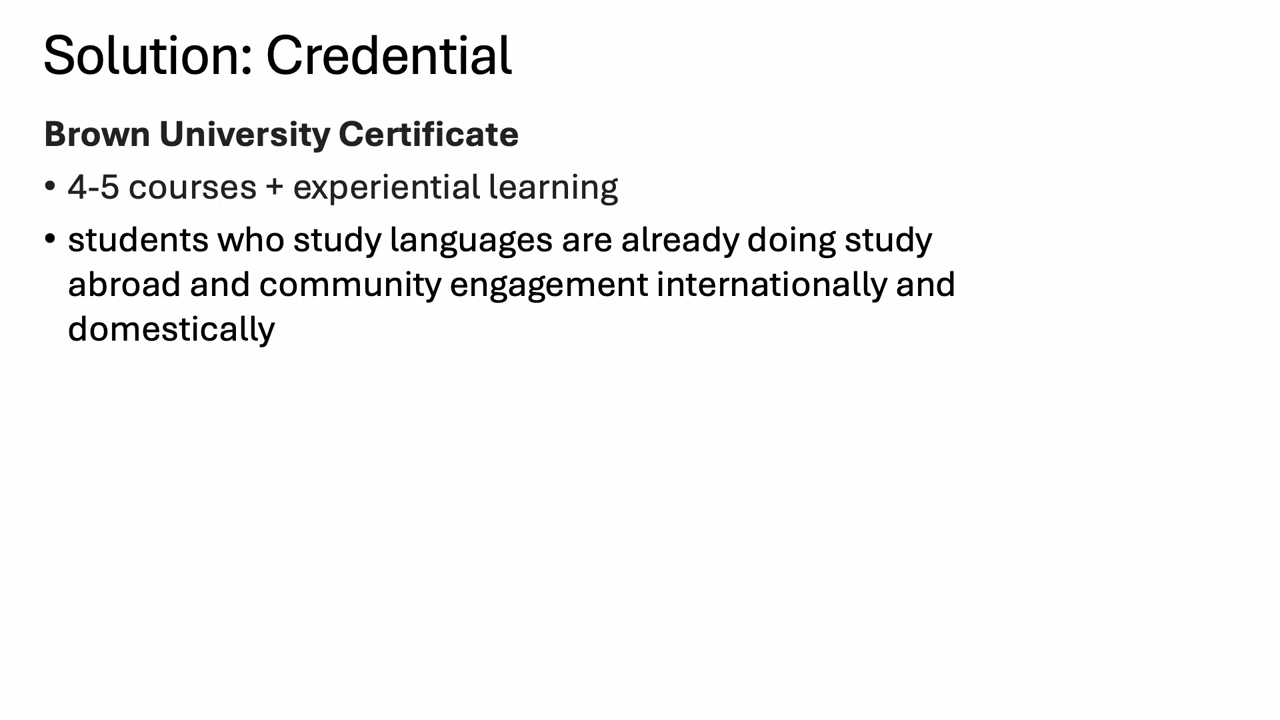 Solution: Credential
Brown University Certificate
• 4-5 courses + experiential learning
• students who study languages are already doing study
abroad and community engagement internationally and
domestically